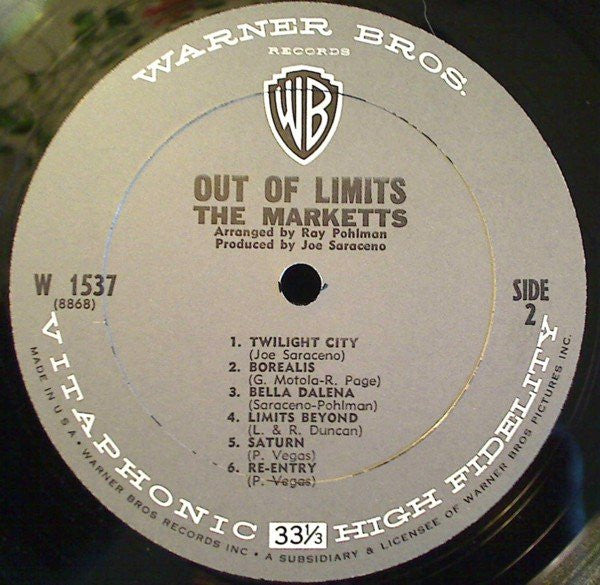 WARNER BROS.
RECORDS
WB
OUT OF LIMITS
THE MARKETTS
Arranged by Ray Pohlman
Produced by Joe Saraceno
W 1537
(8868)
SIDE
2
1. TWILIGHT CITY
(Joe Saraceno)
2. BOREALIS
(G. Motola-R. Page)
3. BELLA DALENA
(Saraceno-Pohlman)
4. LIMITS BEYOND
(L. & R. Duncan)
5. SATURN
(P. Vegas)
6. RE-ENTRY
(P. Vegas)
VITAPHONIC 33⅓ HIGH FIDELITY
MADE IN U.S.A. • WARNER BROS RECORDS INC • A SUBSIDIARY & LICENSEE OF WARNER BROS PICTURES INC.